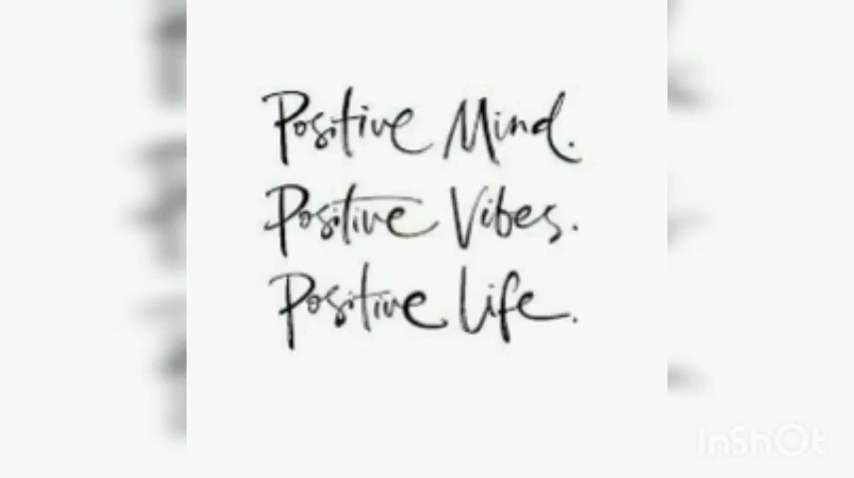 Positive Mind.
Positive Vibes.
Positive Life.
InShOt